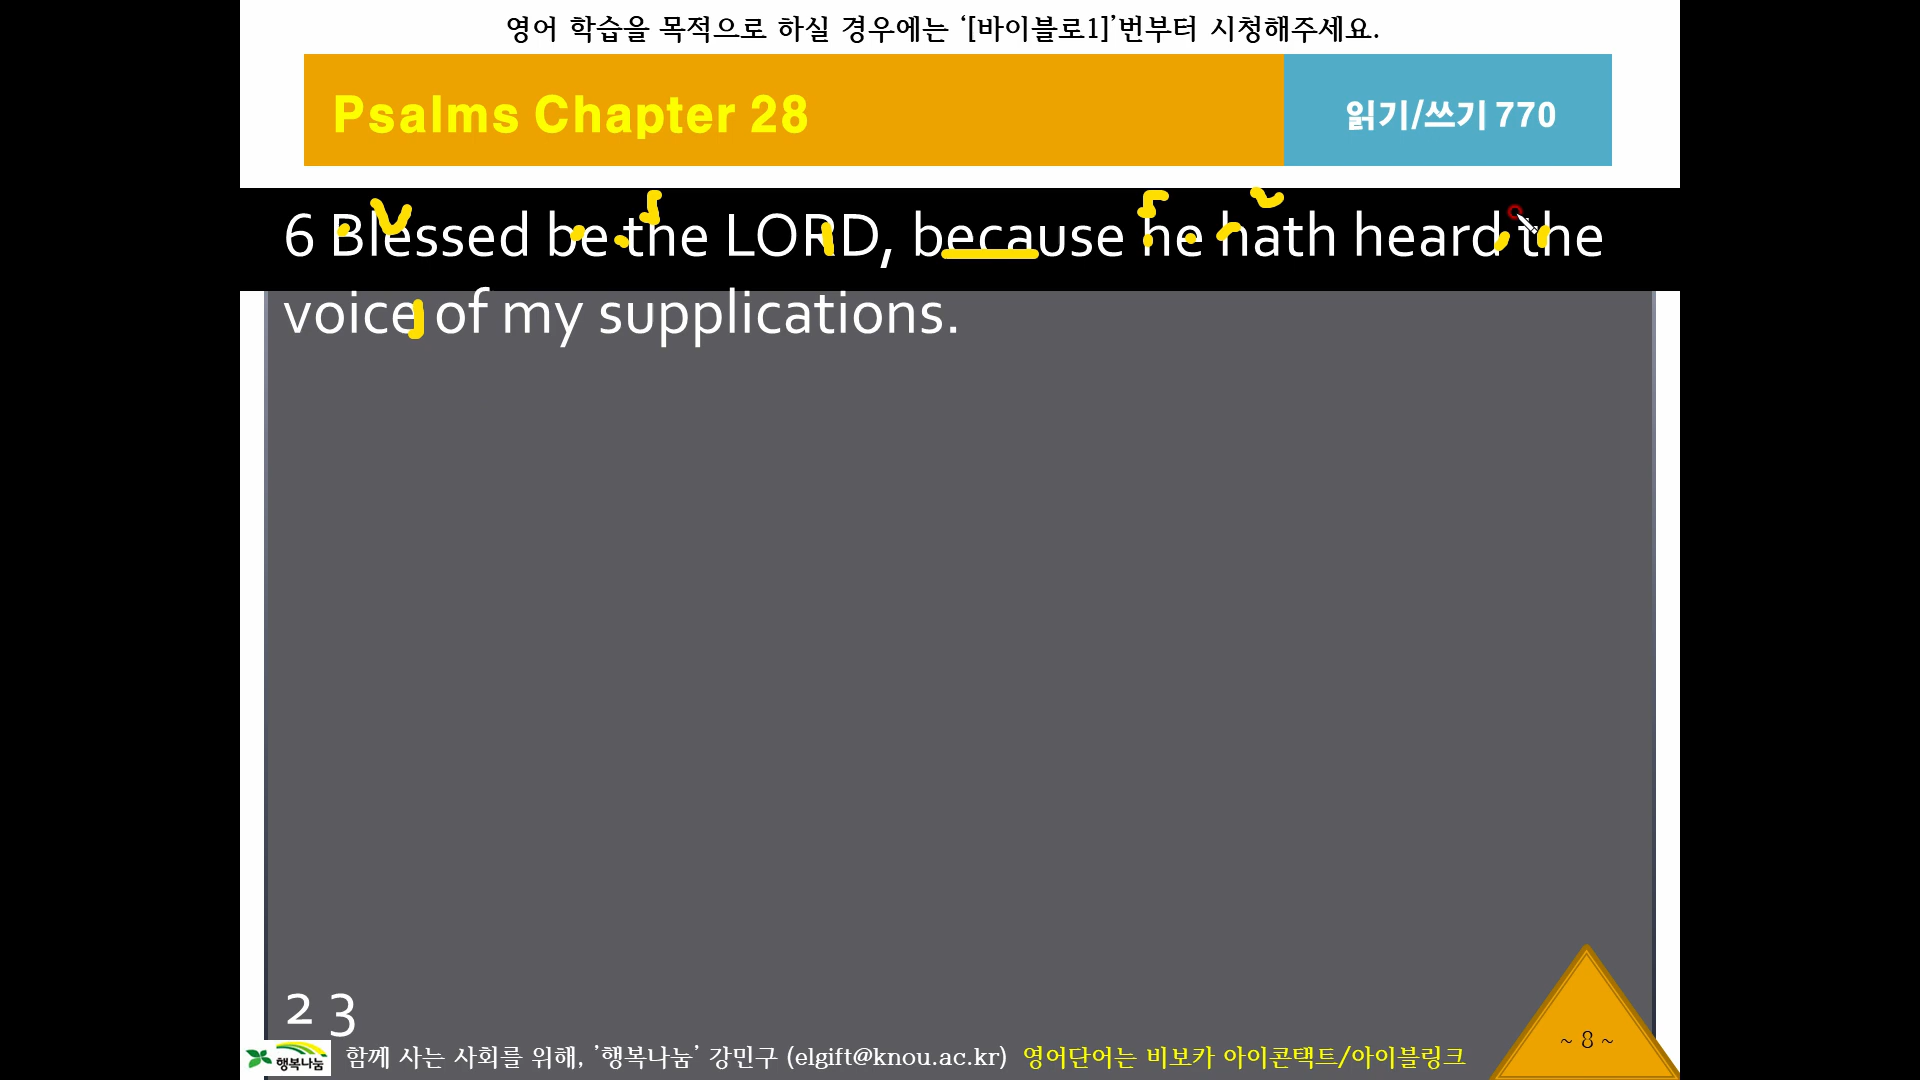 영어 학습을 목적으로 하실 경우에는 ‘[바이블로1]’번부터 시청해주세요.
Psalms Chapter 28
읽기/쓰기 770
6 Blessed be the LORD, because he hath heard the
voice of my supplications.
2 3
행복나눔
함께 사는 사회를 위해, ’행복나눔’ 강민구 (elgift@knou.ac.kr) 영어단어는 비보카 아이콘택트/아이블링크
~ 8 ~